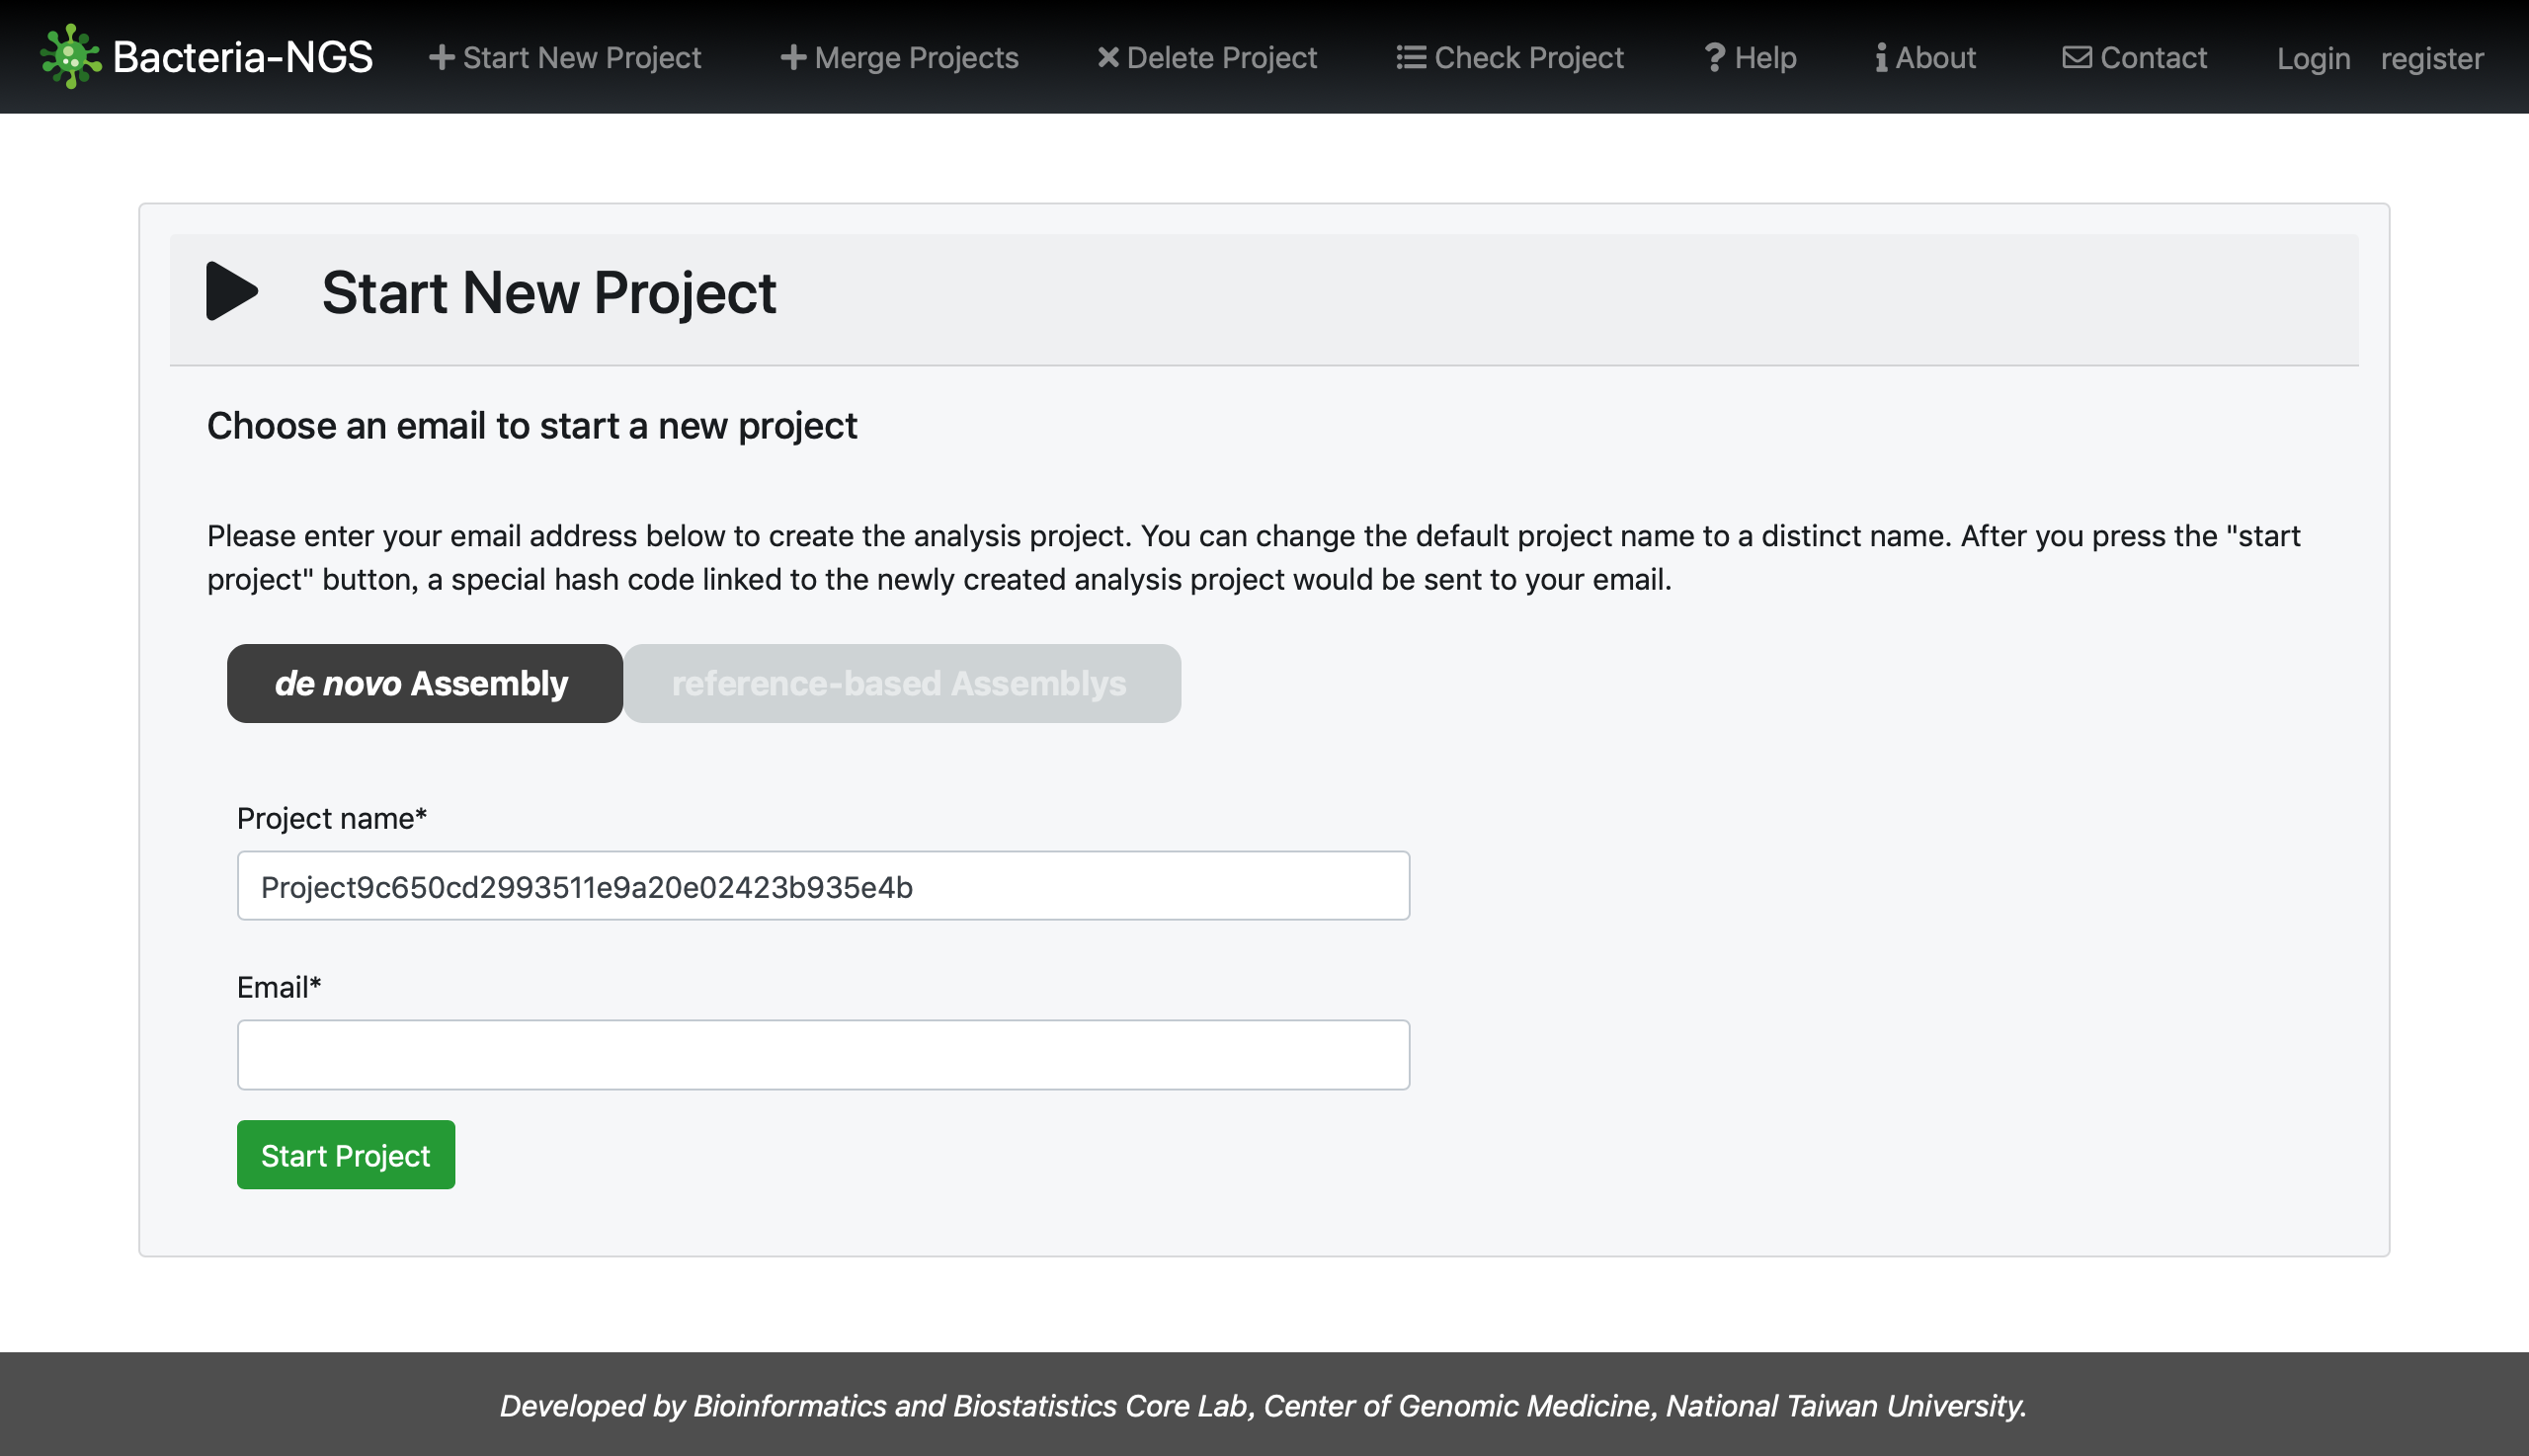 Bacteria-NGS Start New Project Merge Projects Delete Project Check Project Help About Contact Login register
Start New Project
Choose an email to start a new project
Please enter your email address below to create the analysis project. You can change the default project name to a distinct name. After you press the "start
project" button, a special hash code linked to the newly created analysis project would be sent to your email.
de novo Assembly reference-based Assemblys
Project name*
Project9c650cd2993511e9a20e02423b935e4b
Email*
Start Project
Developed by Bioinformatics and Biostatistics Core Lab, Center of Genomic Medicine, National Taiwan University.